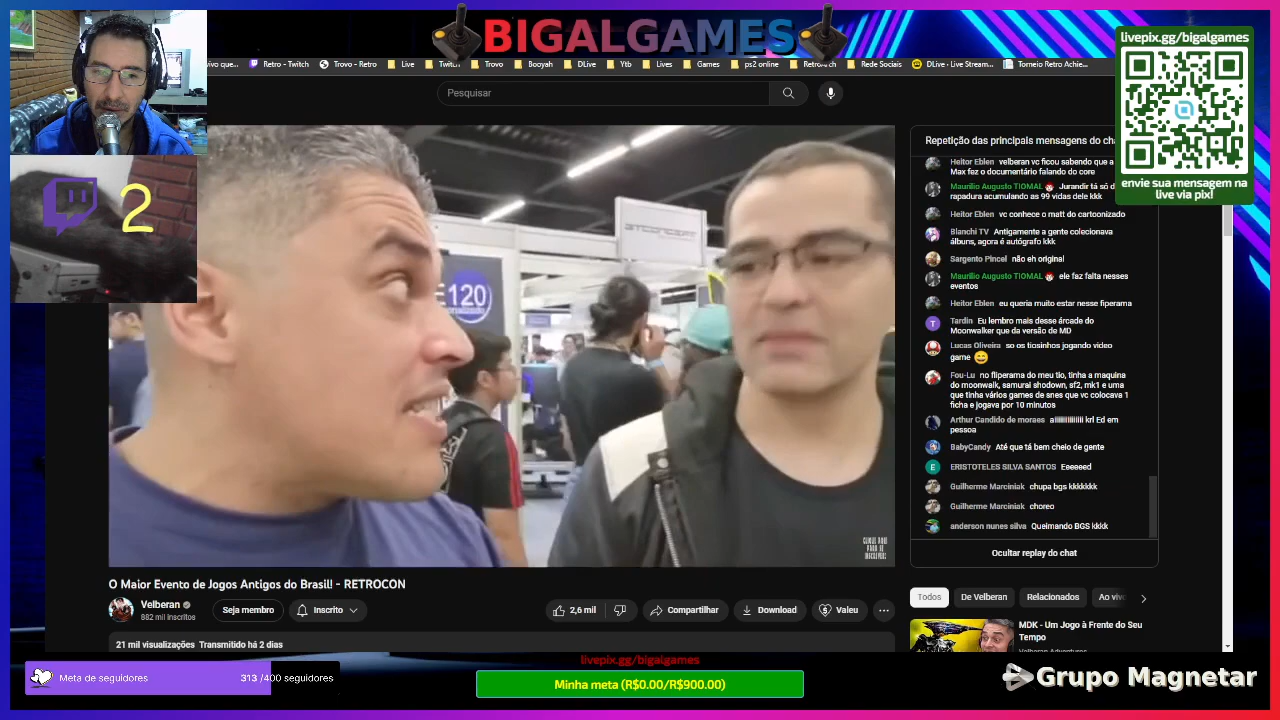 BIGALGAMES
livepix.gg/bigalgames
envie sua mensagem na
live via pix!
ivo que...
Retro - Twitch
Trovo - Retro
Live
Twitch
Trovo
Booyah
DLive
Ytb
Lives
Games
ps2 online
Rede Sociais
DLive - Live Stream...
Torneio Retro Achie...
Pesquisar
2
120
Repetição das principais mensagens do cha
Heitor Eblen velberan vc ficou sabendo que a
Max fez o documentário falando do core
Maurilio Augusto TIOMAL Jurandir tá só d
rapadura acumulam as 99 vidas dele kkk
Heitor Eblen vc conhece o matt do cartoonizado
Blanchi TV Antigamente a gente colecionava
álbuns, agora é autógrafo kkk
Sargento Pincel não eh original
Maurilio Augusto TIOMAL ele faz falta nesses
eventos
Heitor Eblen eu queria muito estar nesse fiperama
T
Tardin Eu lembro mais desse árcade do
Moonwalker que da versão de MD
Lucas Oliveira so os tiosinhos jogando video
game
Fou-Lu no fliperama do meu tio, tinha a maquina
do moonwalk, samurai shodown, sf2, mk1 e uma
que tinha vários games de snes que vc colocava 1
ficha e jogava por 10 minutos
Arthur Candido de moraes krl Ed em
pessoa
BabyCandy Até que tá bem cheio de gente
E
ERISTOTELES SILVA SANTOS Eeeeeed
Guilherme Marciniak chupa bgs kkkkkkk
Guilherme Marciniak choreo
anderson nunes silva Queimando BGS kkkk
Ocultar replay do chat
CLIQUE AQUI
PARA SE
INSCREVER
O Maior Evento de Jogos Antigos do Brasil! - RETROCON
Velberan
882 mil inscritos
Seja membro
Inscrito
2,6 mil
Compartilhar
Download
Valeu
21 mil visualizações Transmitido há 2 dias
Todos
De Velberan
Relacionados
Ao vivo
MDK - Um Jogo à Frente do Seu
Tempo
Velberan Adventures
livepix.gg/bigalgames
Meta de seguidores
313 /400 seguidores
Minha meta (R$0.00/R$900.00)
Grupo Magnetar